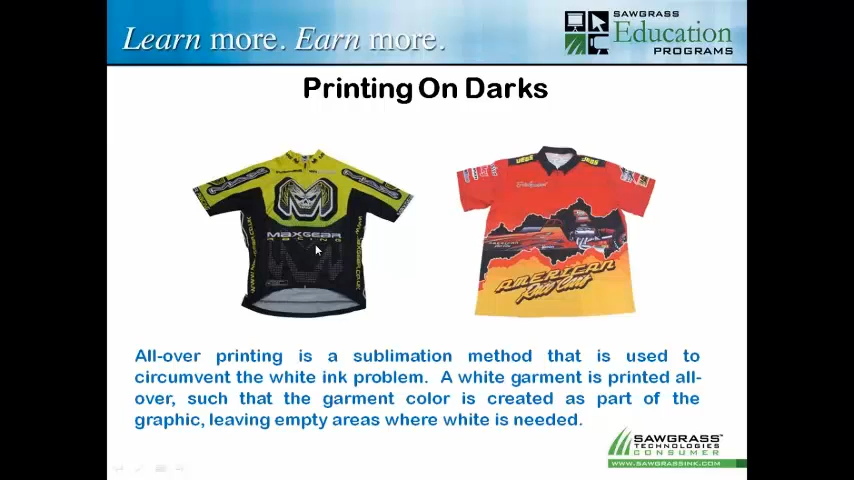 Learn more. Earn more.
SAWGRASS
Education
PROGRAMS
Printing On Darks
MAXGEAR
RACING
AMERICAN
Race Cars
All-over printing is a sublimation method that is used to
circumvent the white ink problem. A white garment is printed all-
over, such that the garment color is created as part of the
graphic, leaving empty areas where white is needed.
SAWGRASS
TECHNOLOGIES
CONSUMER
WWW.SAWGRASSINK.COM